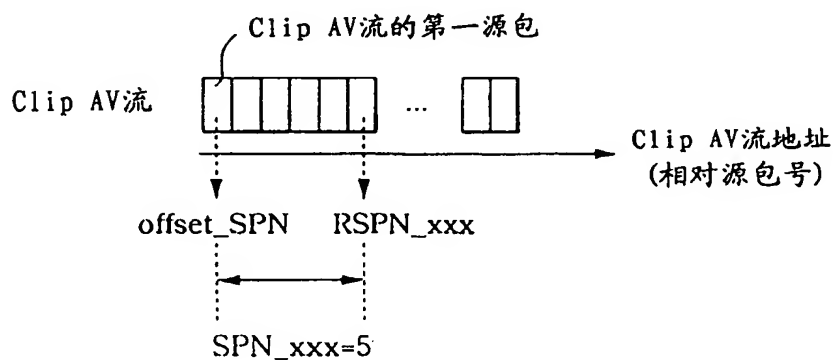 Clip AV流的第一源包
Clip AV流
...
Clip AV流地址
(相对源包号)
offset_SPN
RSPN_xxx
SPN_xxx=5